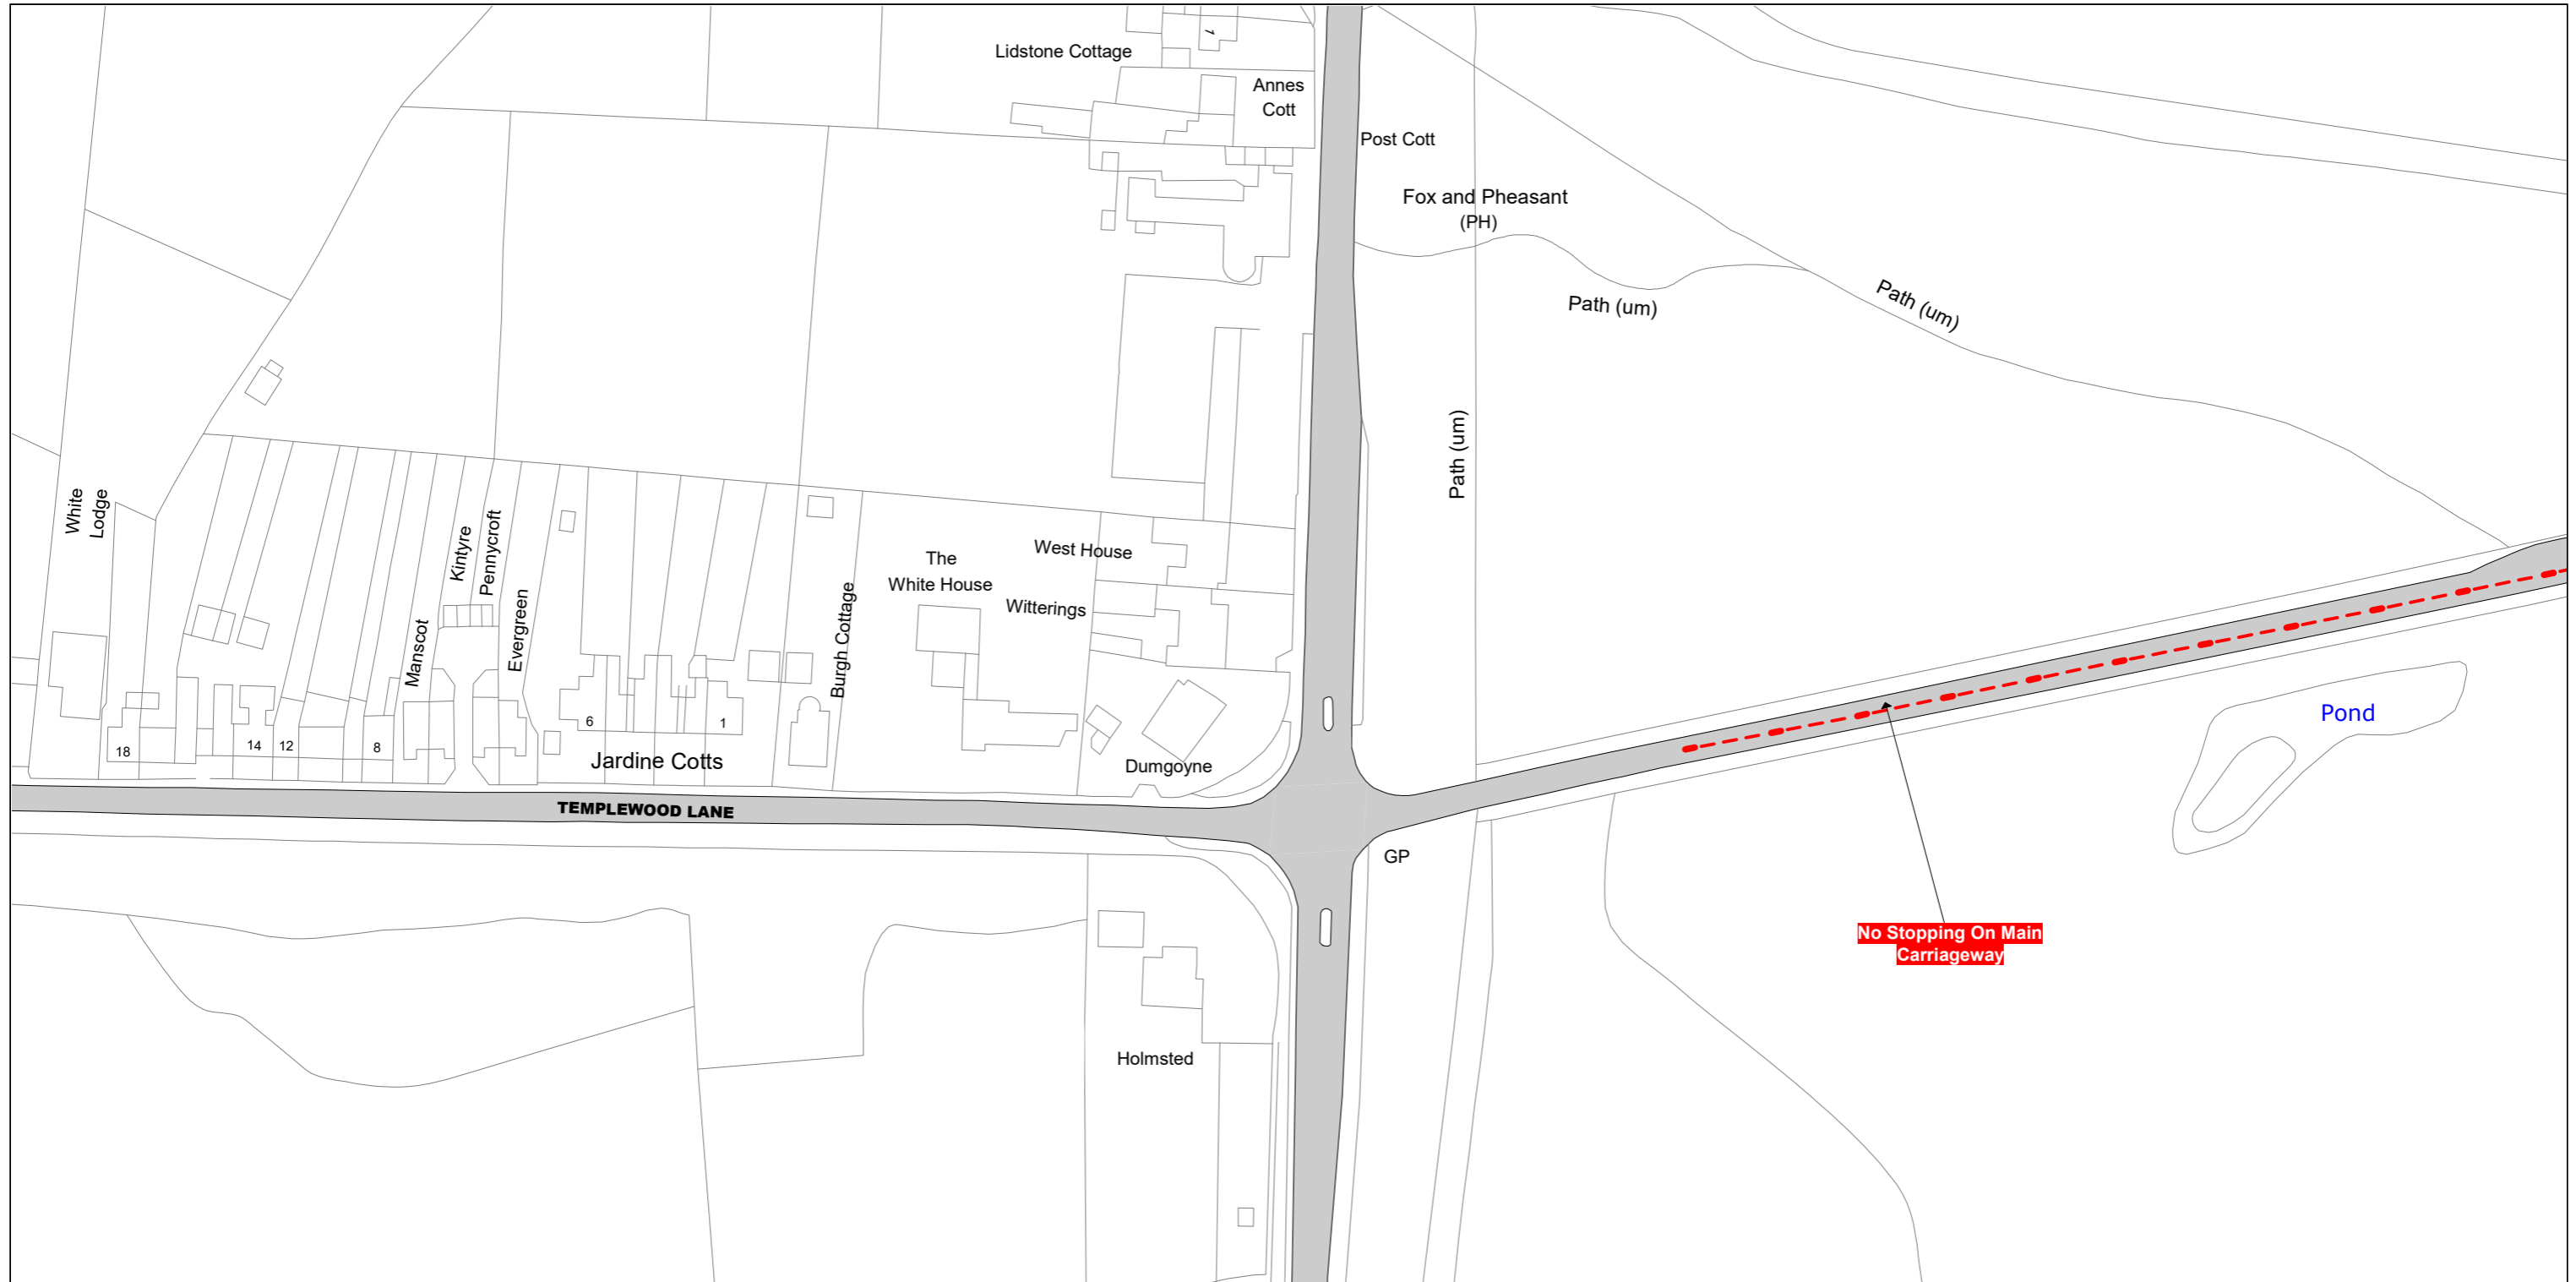 1
Lidstone Cottage
Annes
Cott
Post Cott
Fox and Pheasant
(PH)
Path (um)
Path (um)
Path (um)
White
Lodge
Kintyre
Pennycroft
Evergreen
Manscot
The
White House
West House
Witterings
Burgh Cottage
18
14
12
8
6
1
Jardine Cotts
Dumgoyne
Pond
TEMPLEWOOD LANE
GP
No Stopping On Main
Carriageway
Holmsted